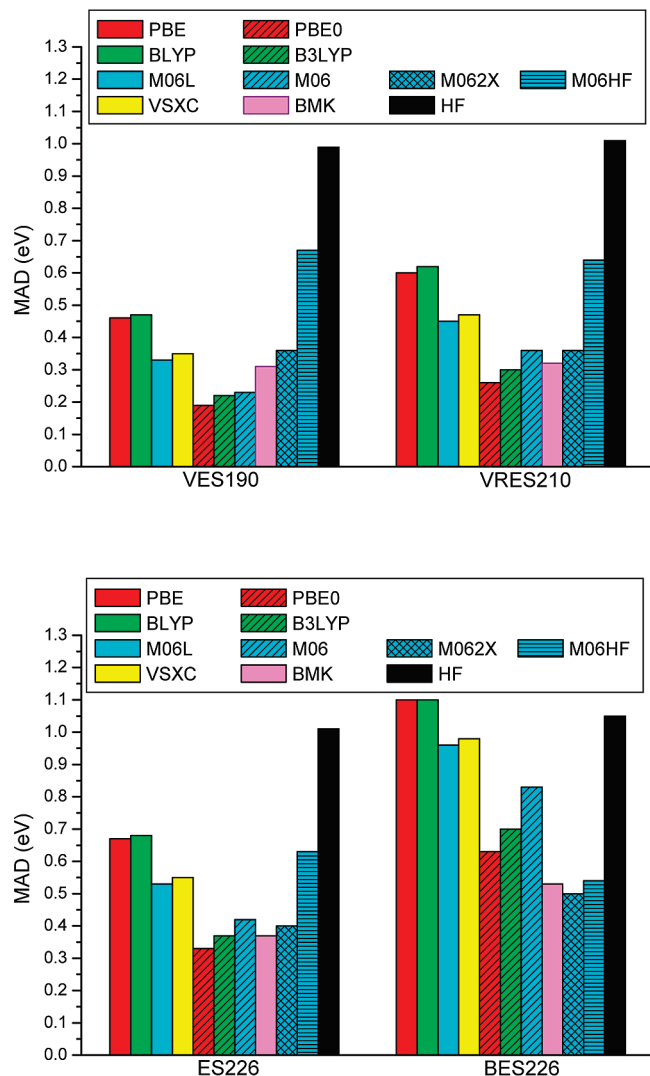 PBE PBE0
BLYP B3LYP
M06L M06 M062X M06HF
VSXC BMK HF
1.3
1.2
1.1
1.0
0.9
0.8
0.7
0.6
0.5
0.4
0.3
0.2
0.1
0.0
MAD (eV)
VES190 VRES210
PBE PBE0
BLYP B3LYP
M06L M06 M062X M06HF
VSXC BMK HF
1.3
1.2
1.1
1.0
0.9
0.8
0.7
0.6
0.5
0.4
0.3
0.2
0.1
0.0
MAD (eV)
ES226 BES226